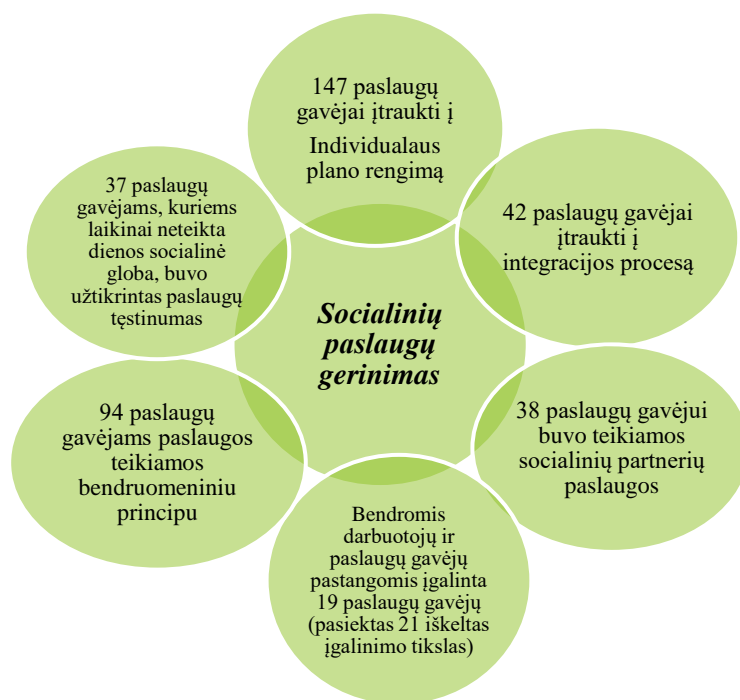 147 paslaugų
gavėjai įtraukti į
Individualaus
plano rengimą
42 paslaugų gavėjai
įtraukti į
integracijos procesą
38 paslaugų gavėjui
buvo teikiamos
socialinių partnerių
paslaugos
Bendromis
darbuotojų ir
paslaugų gavėjų
pastangomis įgalinta
19 paslaugų gavėjų
(pasiektas 21 iškeltas
įgalinimo tikslas)
94 paslaugų
gavėjams paslaugos
teikiamos
bendruomeniniu
principu
37 paslaugų
gavėjams, kuriems
laikinai neteikta
dienos socialinė
globa, buvo
užtikrintas paslaugų
tęstinumas
Socialinių
paslaugų
gerinimas